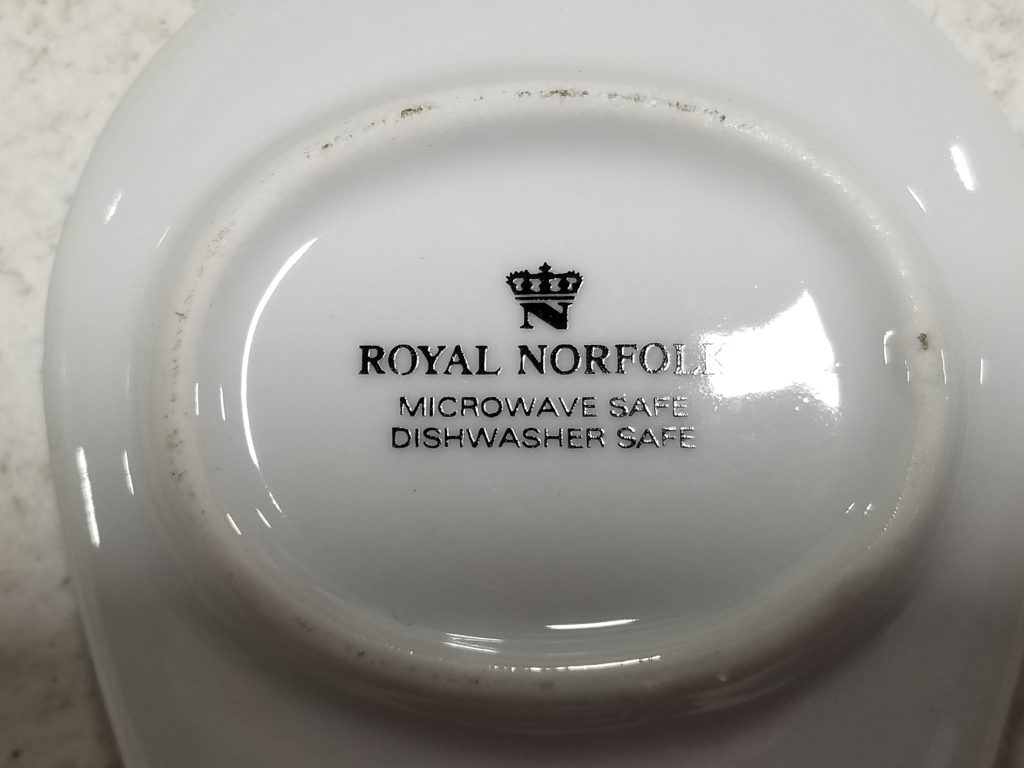 N
ROYAL NORFOLK
MICROWAVE SAFE
DISHWASHER SAFE